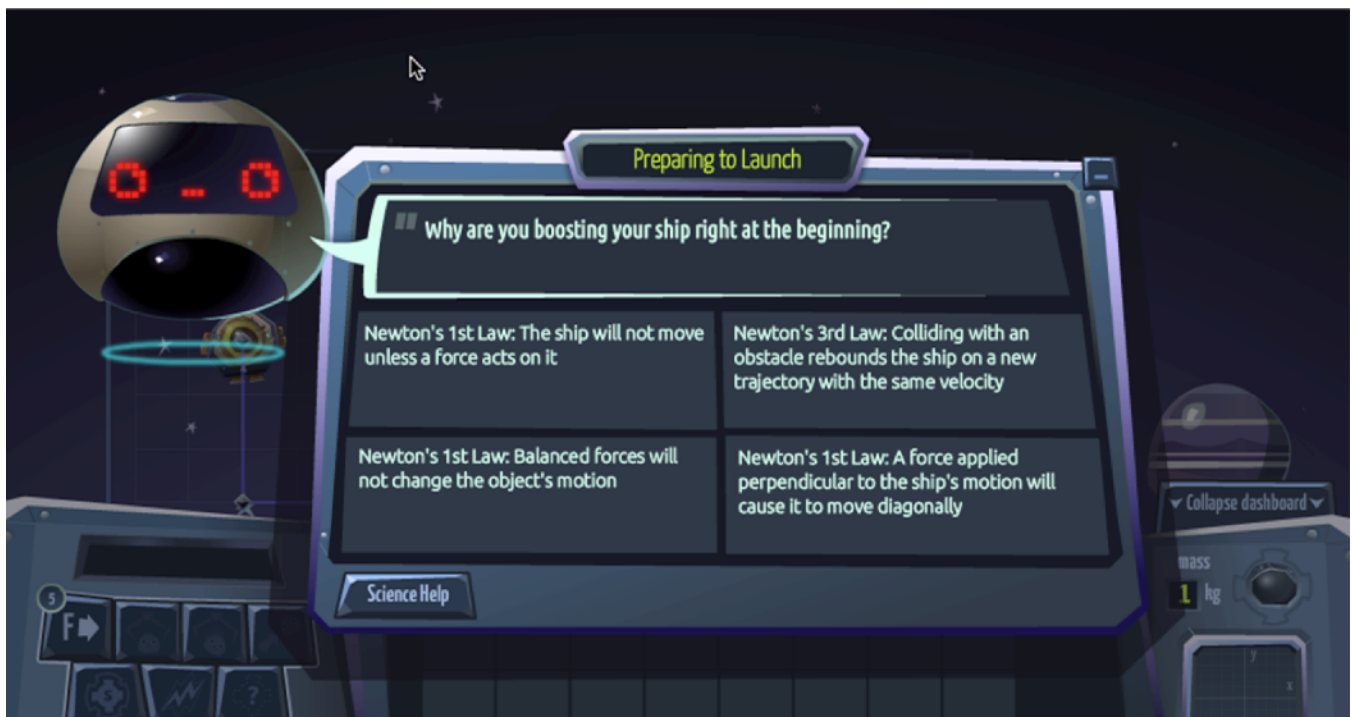 Preparing to Launch
" Why are you boosting your ship right at the beginning?
Newton's 1st Law: The ship will not move
unless a force acts on it
Newton's 3rd Law: Colliding with an
obstacle rebounds the ship on a new
trajectory with the same velocity
Newton's 1st Law: Balanced forces will
not change the object's motion
Newton's 1st Law: A force applied
perpendicular to the ship's motion will
cause it to move diagonally
Collapse dashboard
Science Help
mass
1 kg
5
F
S
?
y
x